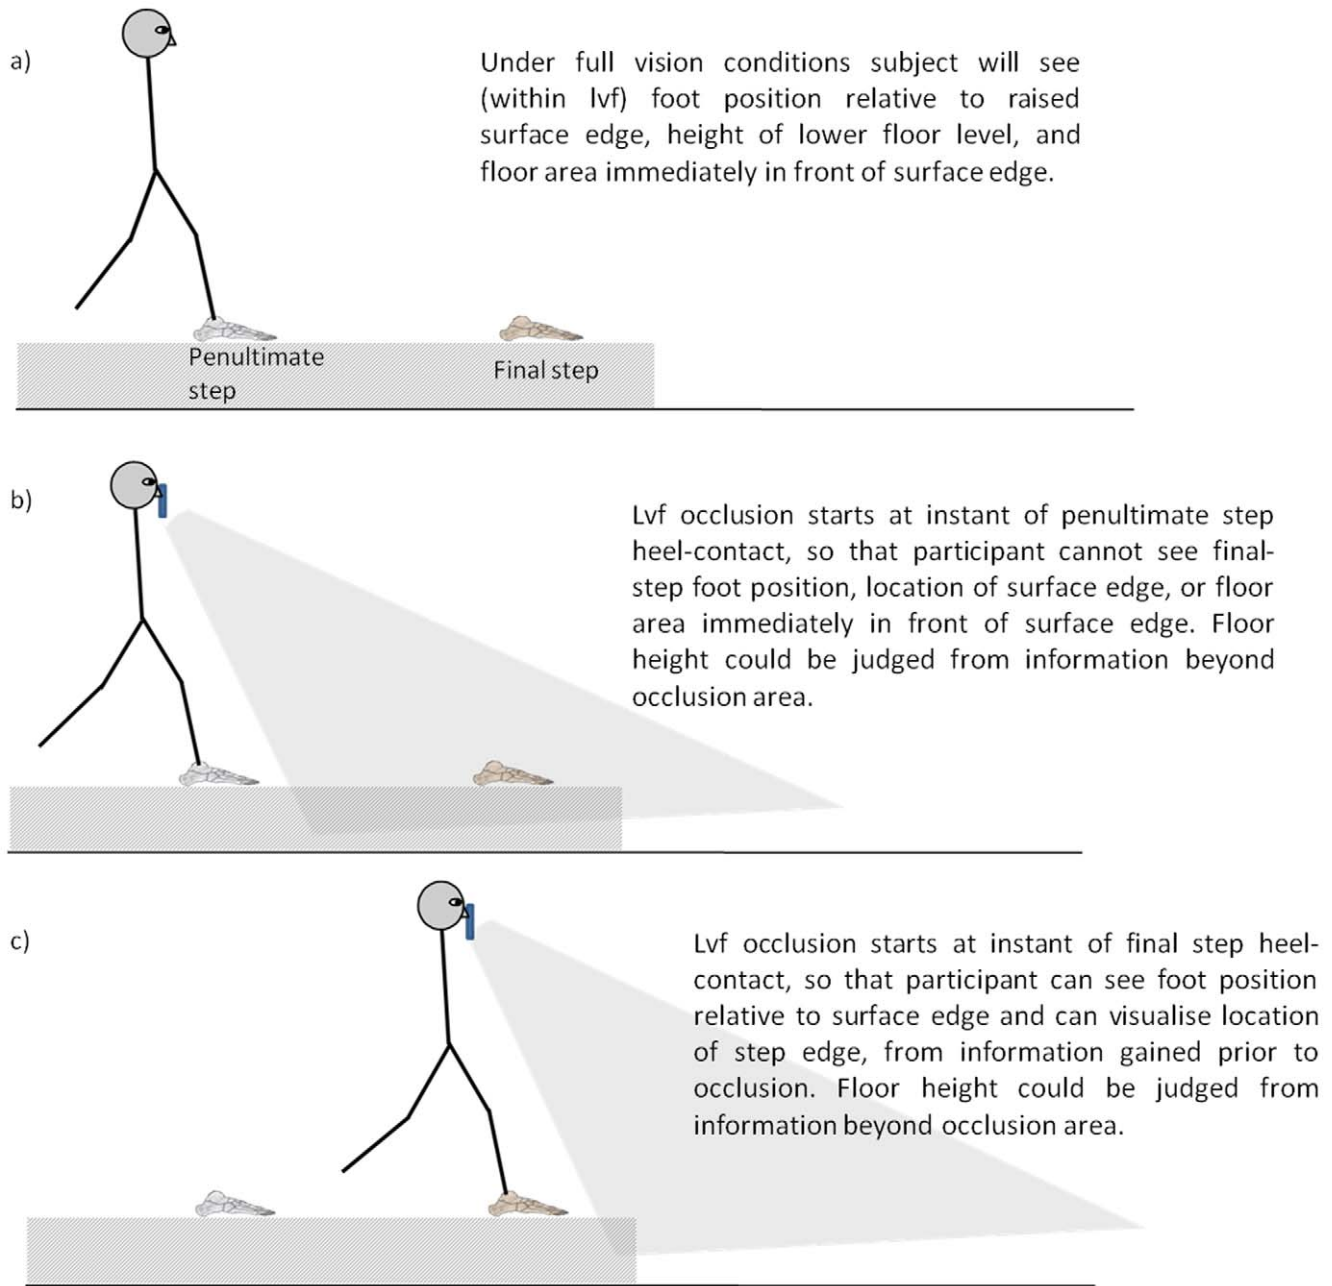 a)
Under full vision conditions subject will see
(within lvf) foot position relative to raised
surface edge, height of lower floor level, and
floor area immediately in front of surface edge.
Penultimate
step
Final step
b)
Lvf occlusion starts at instant of penultimate step
heel-contact, so that participant cannot see final-
step foot position, location of surface edge, or floor
area immediately in front of surface edge. Floor
height could be judged from information beyond
occlusion area.
c)
Lvf occlusion starts at instant of final step heel-
contact, so that participant can see foot position
relative to surface edge and can visualise location
of step edge, from information gained prior to
occlusion. Floor height could be judged from
information beyond occlusion area.